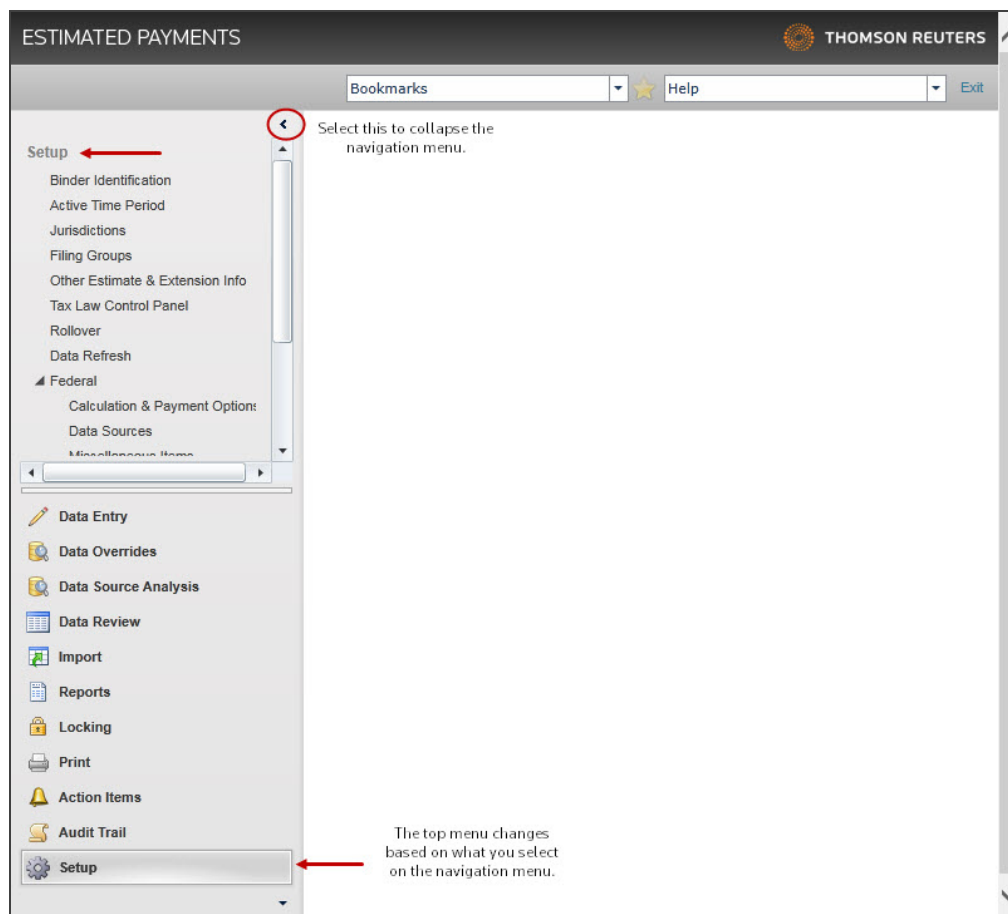 ESTIMATED PAYMENTS
THOMSON REUTERS
Bookmarks
Help
Exit
Select this to collapse the
navigation menu.
Setup
Binder Identification
Active Time Period
Jurisdictions
Filing Groups
Other Estimate & Extension Info
Tax Law Control Panel
Rollover
Data Refresh
Federal
Calculation & Payment Options
Data Sources
Miscellaneous Items
Data Entry
Data Overrides
Data Source Analysis
Data Review
Import
Reports
Locking
Print
Action Items
Audit Trail
Setup
The top menu changes
based on what you select
on the navigation menu.